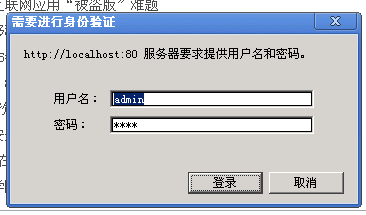 联网应用“被盗版”难题
需要进行身份验证
http://localhost:80 服务器要求提供用户名和密码。
用户名：
admin
密码：
****
登录
取消